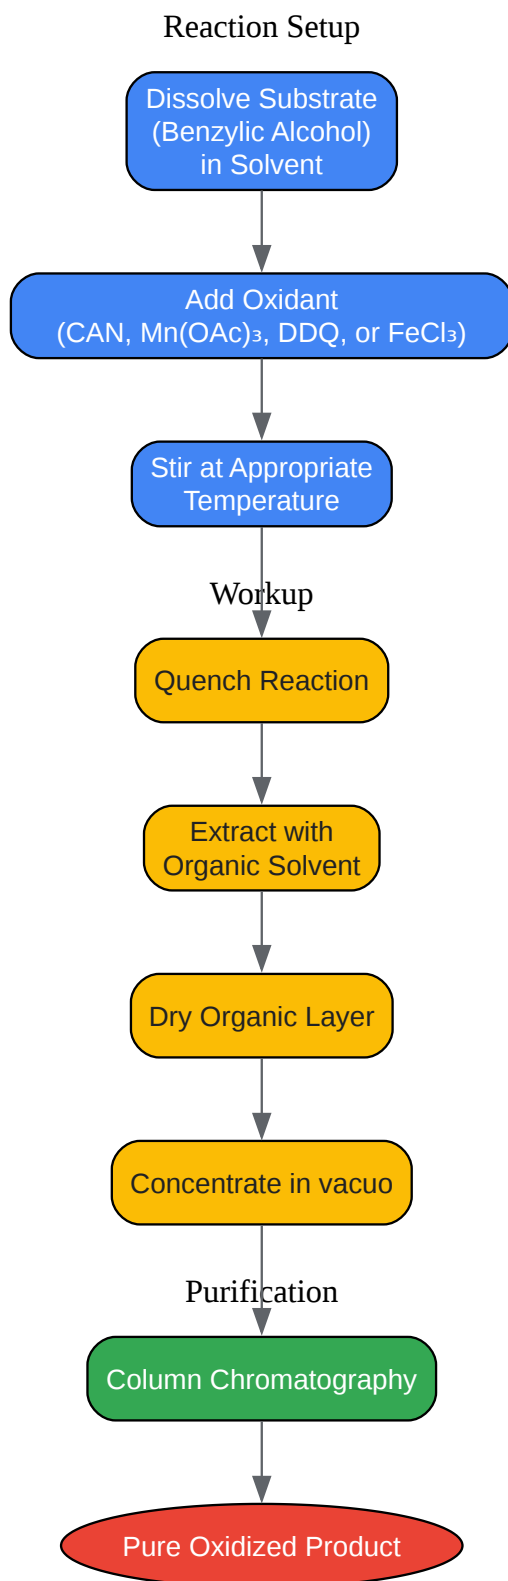 Reaction Setup
Dissolve Substrate
(Benzylic Alcohol)
in Solvent
Add Oxidant
(CAN, Mn(OAc)₃, DDQ, or FeCl₃)
Stir at Appropriate
Temperature
Workup
Quench Reaction
Extract with
Organic Solvent
Dry Organic Layer
Concentrate in vacuo
Purification
Column Chromatography
Pure Oxidized Product